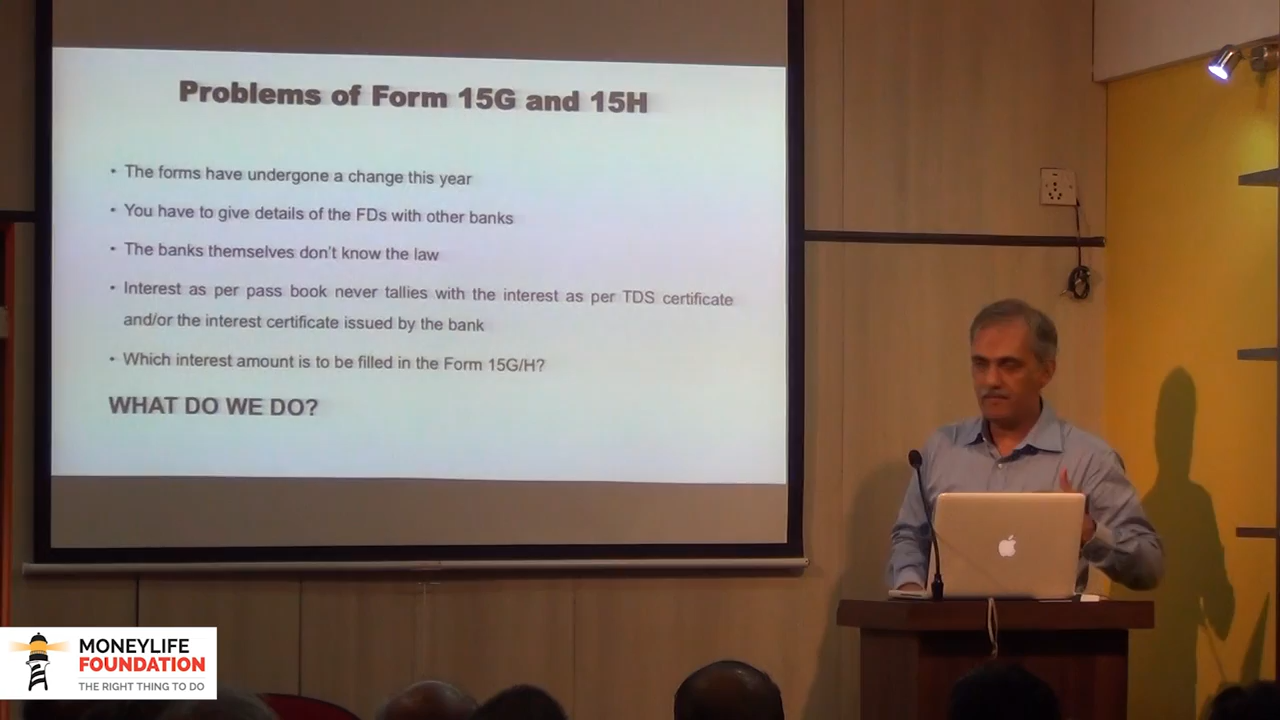 Problems of Form 15G and 15H
• The forms have undergone a change this year
• You have to give details of the FDs with other banks
• The banks themselves don't know the law
• Interest as per pass book never tallies with the interest as per TDS certificate
and/or the interest certificate issued by the bank
• Which interest amount is to be filled in the Form 15G/H?
WHAT DO WE DO?
MONEYLIFE
FOUNDATION
THE RIGHT THING TO DO